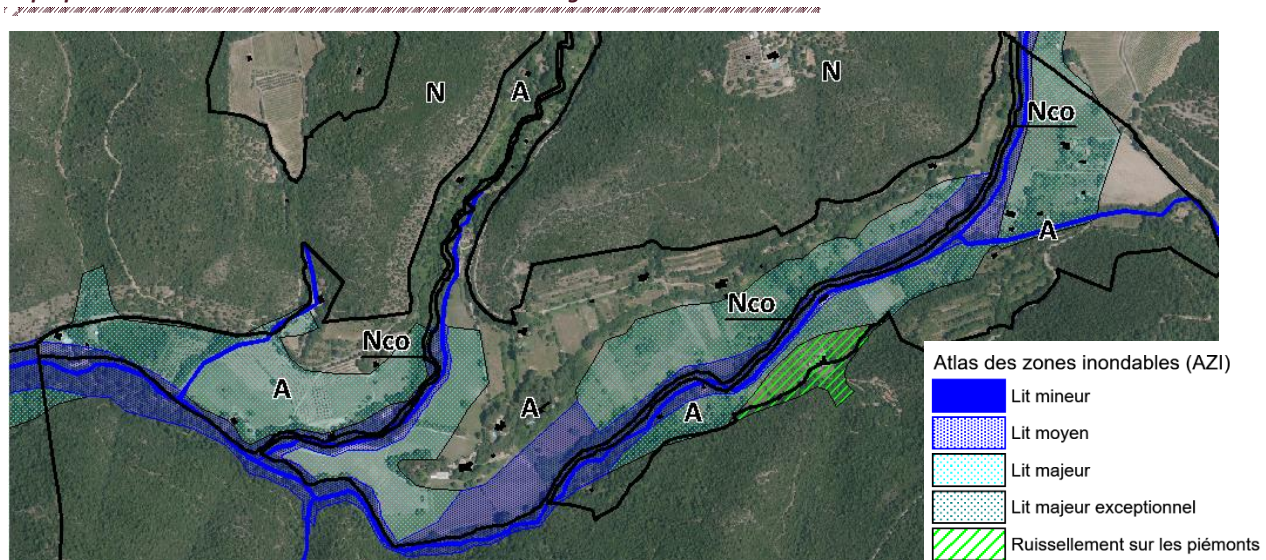 N
A
N
Nco
A
Nco
Nco
A
A
A
Atlas des zones inondables (AZI)
Lit mineur
Lit moyen
Lit majeur
Lit majeur exceptionnel
Ruissellement sur les piémonts